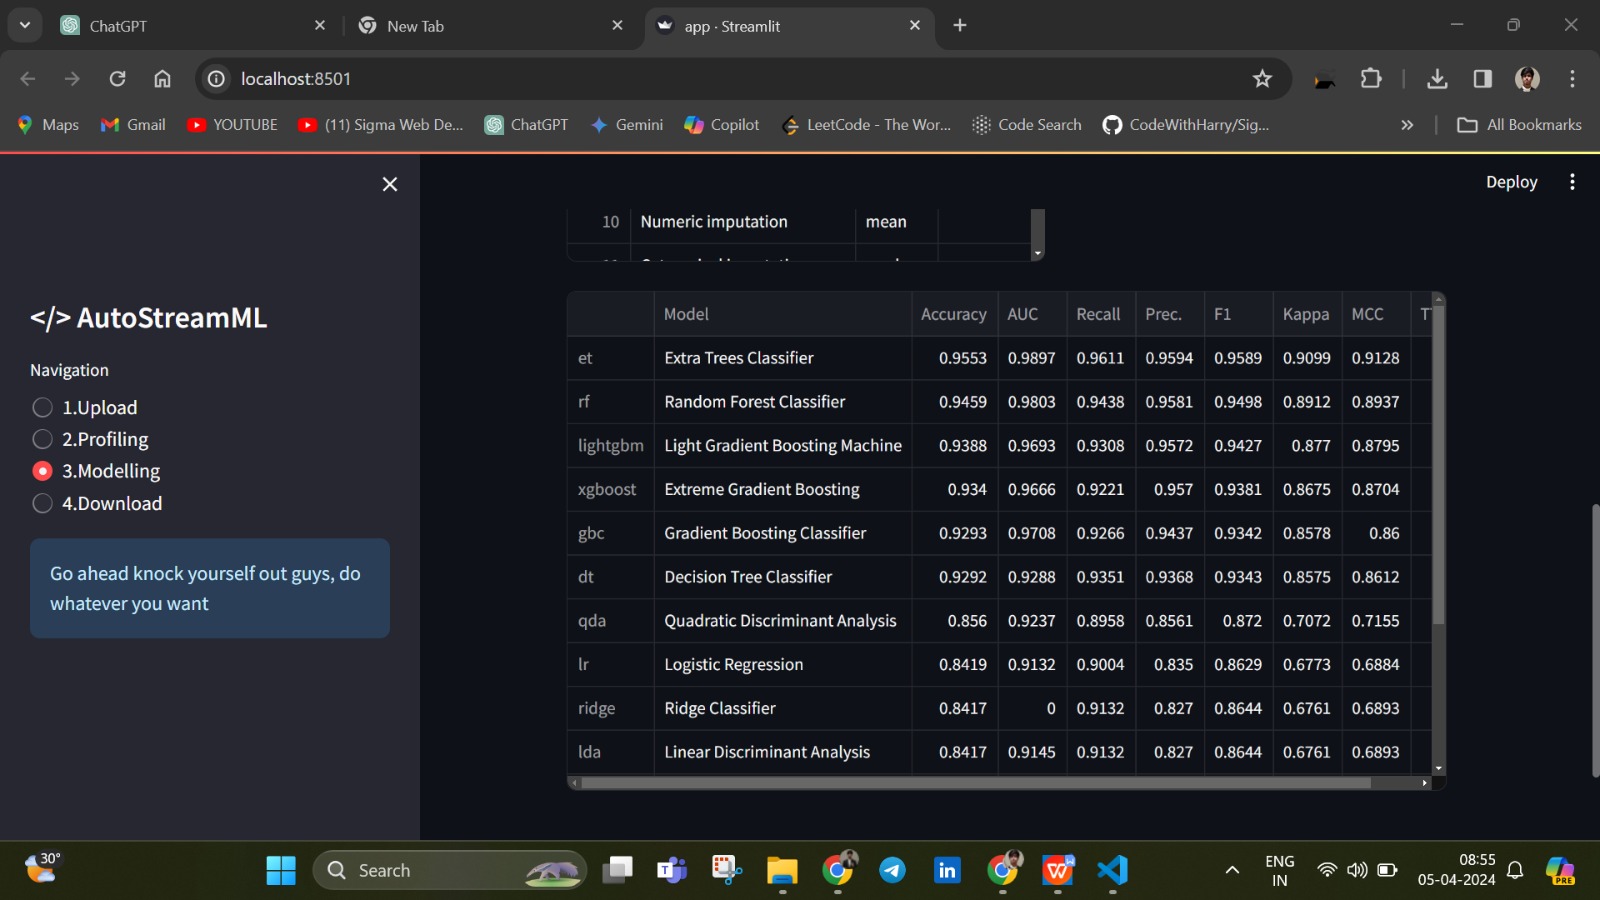 ChatGPT
New Tab
app · Streamlit
localhost:8501
Maps
Gmail
YOUTUBE
(11) Sigma Web De...
ChatGPT
Gemini
Copilot
LeetCode - The Wor...
Code Search
CodeWithHarry/Sig...
»
All Bookmarks
Deploy
</> AutoStreamML
Navigation
1.Upload
2.Profiling
3.Modelling
4.Download
Go ahead knock yourself out guys, do
whatever you want
10 Numeric imputation mean
Model Accuracy AUC Recall Prec. F1 Kappa MCC
et Extra Trees Classifier 0.9553 0.9897 0.9611 0.9594 0.9589 0.9099 0.9128
rf Random Forest Classifier 0.9459 0.9803 0.9438 0.9581 0.9498 0.8912 0.8937
lightgbm Light Gradient Boosting Machine 0.9388 0.9693 0.9308 0.9572 0.9427 0.877 0.8795
xgboost Extreme Gradient Boosting 0.934 0.9666 0.9221 0.957 0.9381 0.8675 0.8704
gbc Gradient Boosting Classifier 0.9293 0.9708 0.9266 0.9437 0.9342 0.8578 0.86
dt Decision Tree Classifier 0.9292 0.9288 0.9351 0.9368 0.9343 0.8575 0.8612
qda Quadratic Discriminant Analysis 0.856 0.9237 0.8958 0.8561 0.872 0.7072 0.7155
lr Logistic Regression 0.8419 0.9132 0.9004 0.835 0.8629 0.6773 0.6884
ridge Ridge Classifier 0.8417 0 0.9132 0.827 0.8644 0.6761 0.6893
lda Linear Discriminant Analysis 0.8417 0.9145 0.9132 0.827 0.8644 0.6761 0.6893
30°
Search
ENG
IN
08:55
05-04-2024
PRE